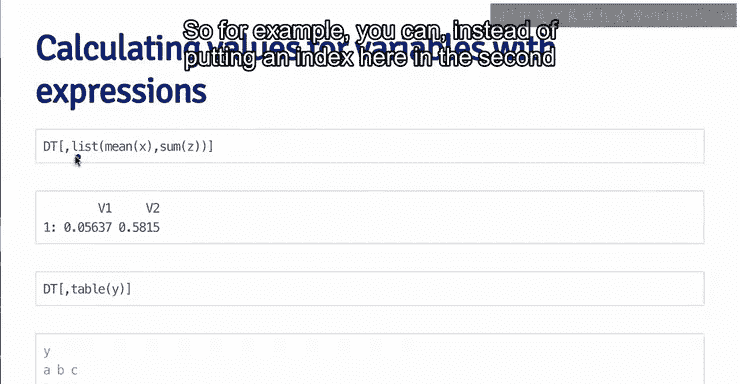 So for example, you can, instead of
putting an index here in the second
Calculating values for variables with
expressions
DT[,list(mean(x),sum(z))]
V1 V2
1: 0.05637 0.5815
DT[,table(y)]
y
a b c